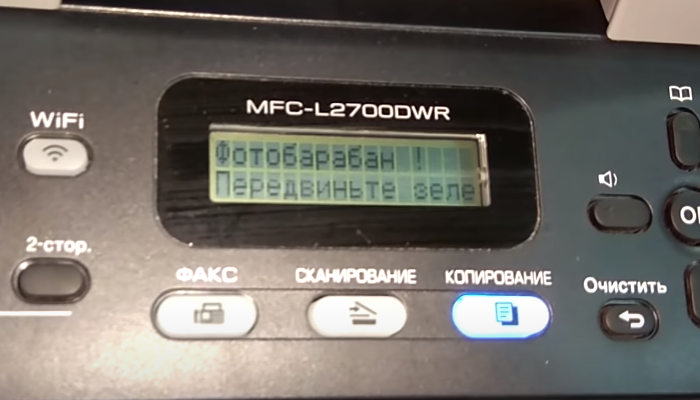 MFC-L2700DWR
WiFi
Фотобарабан !
Передвиньте зеле
2-стор.
ФАКС
СКАНИРОВАНИЕ
КОПИРОВАНИЕ
Очистить